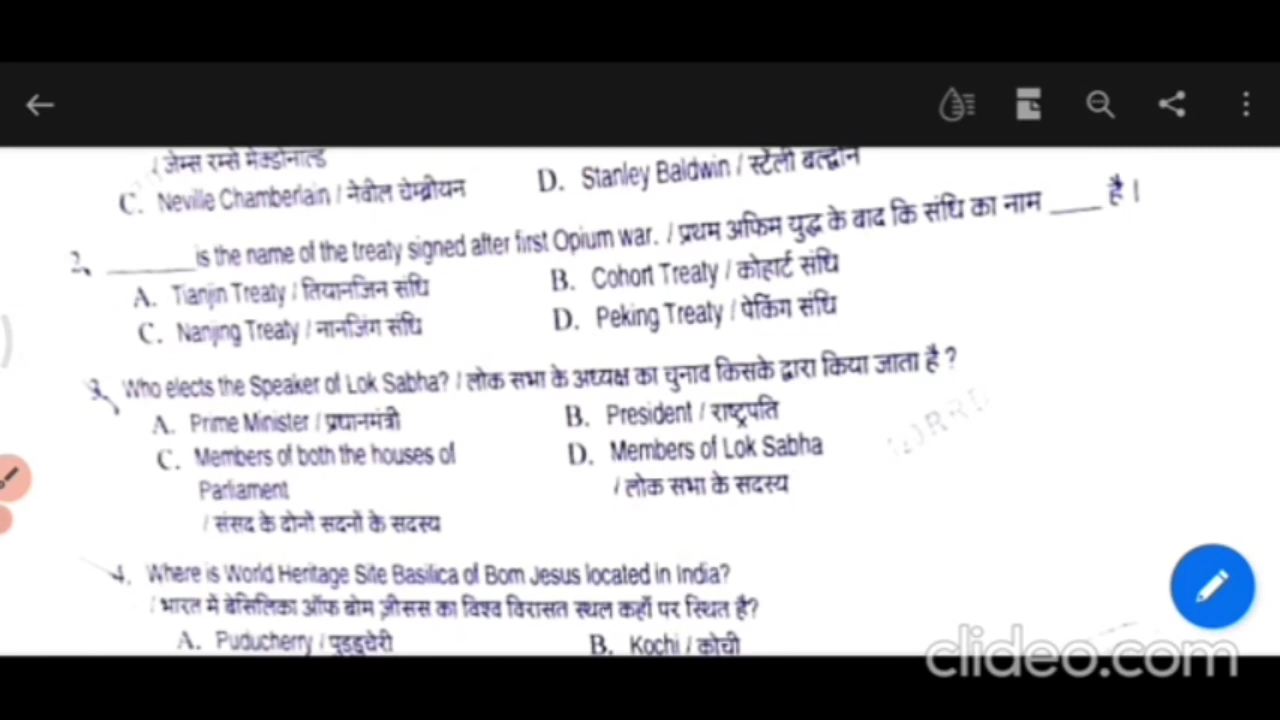 / जेम्स रम्से मेक्डोनाल्ड
C. Neville Chamberlain / नेवील चेम्ब्रीयन
D. Stanley Baldwin / स्टेली बाल्द्वीन
2. ______ is the name of the treaty signed after first Opium war. / प्रथम अफिम युद्ध के वाद कि संधि का नाम ____ है ।
A. Tianjin Treaty / तियानजिन संधि
B. Cohort Treaty / कोहार्ट संधि
C. Nanjing Treaty / नानजिंग संधि
D. Peking Treaty / पेकिंग संधि
3. Who elects the Speaker of Lok Sabha? / लोक सभा के अध्यक्ष का चुनाव किसके द्वारा किया जाता है ?
A. Prime Minister / प्रधानमंत्री
B. President / राष्ट्रपति
C. Members of both the houses of
Parliament
/ संसद के दोनों सदनों के सदस्य
D. Members of Lok Sabha
/ लोक सभा के सदस्य
4. Where is World Heritage Site Basilica of Bom Jesus located in India?
/ भारत में बेसिलिका ऑफ बोम जीसस का विश्व विरासत स्थल कहाँ पर स्थित है?
A. Puducherry / पुडुचेरी
B. Kochi / कोची
clideo.com